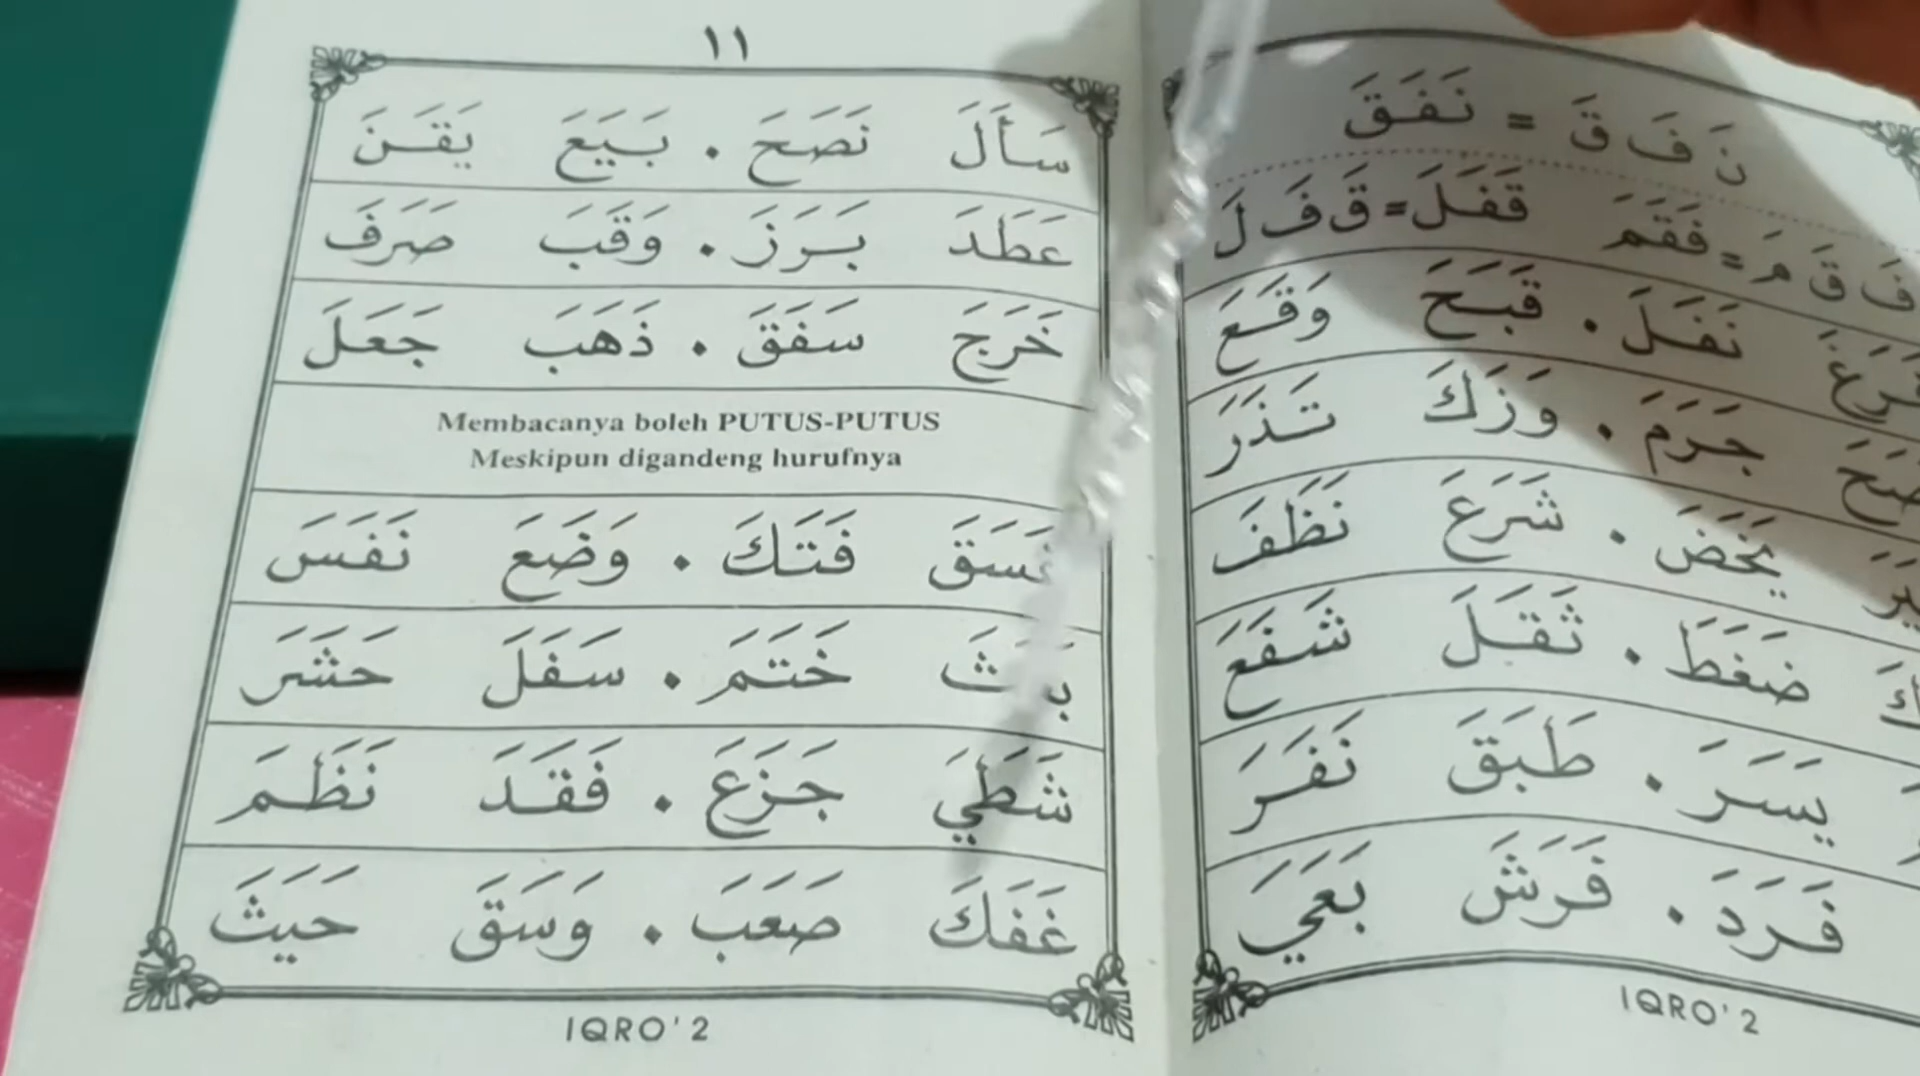 ١١
سَأَلَ نَصَحَ . بَيَعَ يَقَنَ
عَطَدَ بَرَزَ . وَقَبَ صَرَفَ
خَرَجَ سَفَقَ . ذَهَبَ جَعَلَ
Membacanya boleh PUTUS-PUTUS
Meskipun digandeng hurufnya
فَتَكَ . وَضَعَ نَفَسَ
خَتَمَ . سَفَلَ حَشَرَ
شَطَيَ جَزَعَ . فَقَدَ نَظَمَ
غَفَكَ صَعَبَ . وَسَقَ حَيَثَ
IQRO' 2
نَ فَ قَ = نَفَقَ
فَ قَ مَ = فَقَمَ قَفَلَ = قَ فَ لَ
نَفَلَ . قَبَحَ وَقَعَ
جَرَمَ . وَزَكَ تَذَرَ
يَخَضَ . شَرَعَ نَظَفَ
ضَغَطَ . ثَقَلَ شَفَعَ
يَسَرَ . طَبَقَ نَفَرَ
فَرَدَ . فَرَشَ بَعَيَ
IQRO' 2